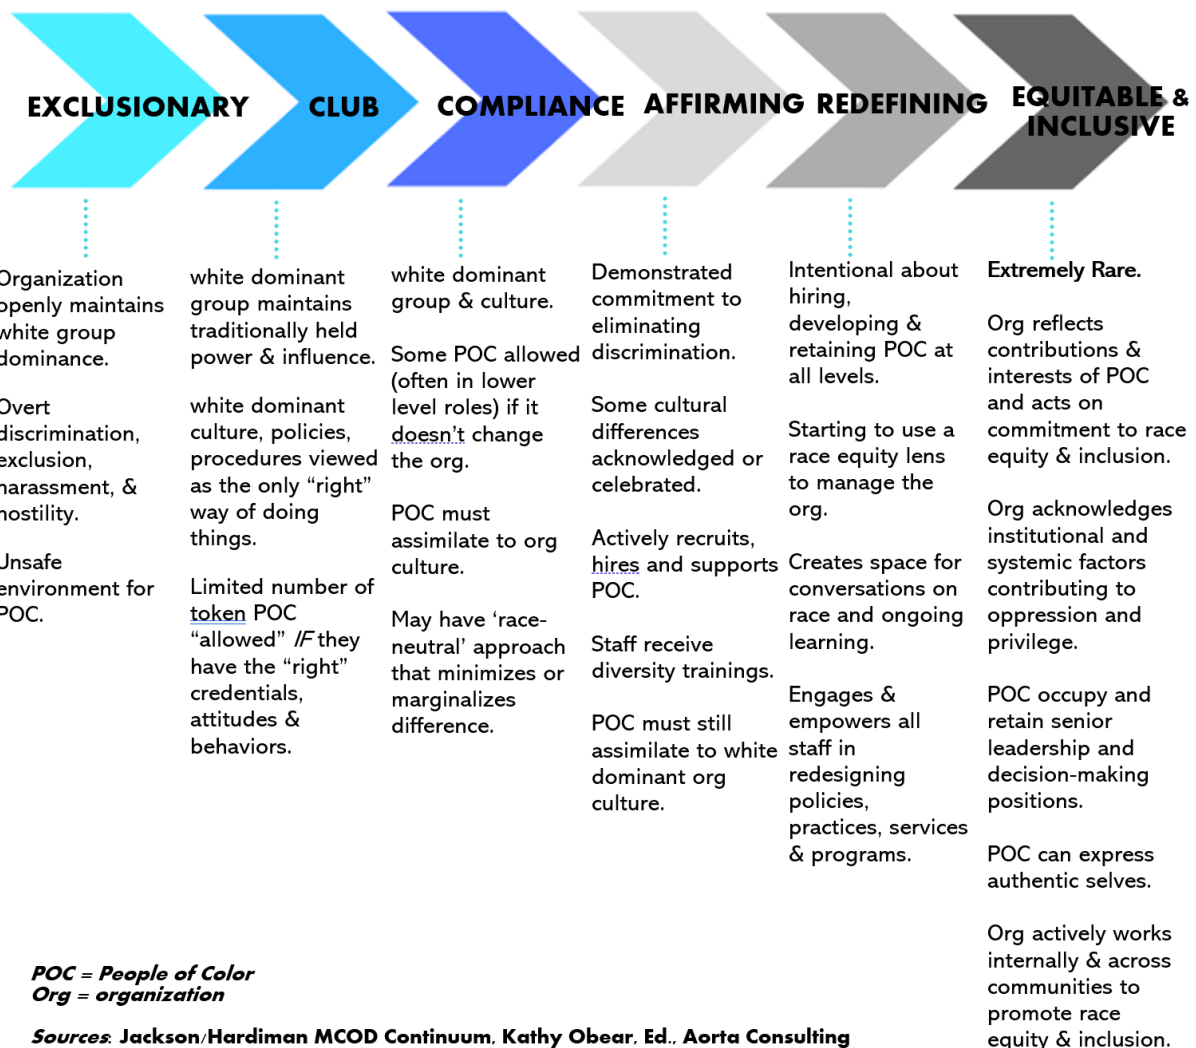 EXCLUSIONARY
CLUB
COMPLIANCE
AFFIRMING
REDEFINING
EQUITABLE &
INCLUSIVE
Organization
openly maintains
white group
dominance.
Overt
discrimination,
exclusion,
harassment, &
hostility.
Unsafe
environment for
POC.
white dominant
group maintains
traditionally held
power & influence.
white dominant
culture, policies,
procedures viewed
as the only “right”
way of doing
things.
Limited number of
token POC
“allowed” IF they
have the “right”
credentials,
attitudes &
behaviors.
white dominant
group & culture.
Some POC allowed
(often in lower
level roles) if it
doesn’t change
the org.
POC must
assimilate to org
culture.
May have ‘race-
neutral’ approach
that minimizes or
marginalizes
difference.
Demonstrated
commitment to
eliminating
discrimination.
Some cultural
differences
acknowledged or
celebrated.
Actively recruits,
hires and supports
POC.
Staff receive
diversity trainings.
POC must still
assimilate to white
dominant org
culture.
Intentional about
hiring,
developing &
retaining POC at
all levels.
Starting to use a
race equity lens
to manage the
org.
Creates space for
conversations on
race and ongoing
learning.
Engages &
empowers all
staff in
redesigning
policies,
practices, services
& programs.
Extremely Rare.
Org reflects
contributions &
interests of POC
and acts on
commitment to race
equity & inclusion.
Org acknowledges
institutional and
systemic factors
contributing to
oppression and
privilege.
POC occupy and
retain senior
leadership and
decision-making
positions.
POC can express
authentic selves.
Org actively works
internally & across
communities to
promote race
equity & inclusion.
POC = People of Color
Org = organization
Sources: Jackson/Hardiman MCOD Continuum, Kathy Obear, Ed., Aorta Consulting